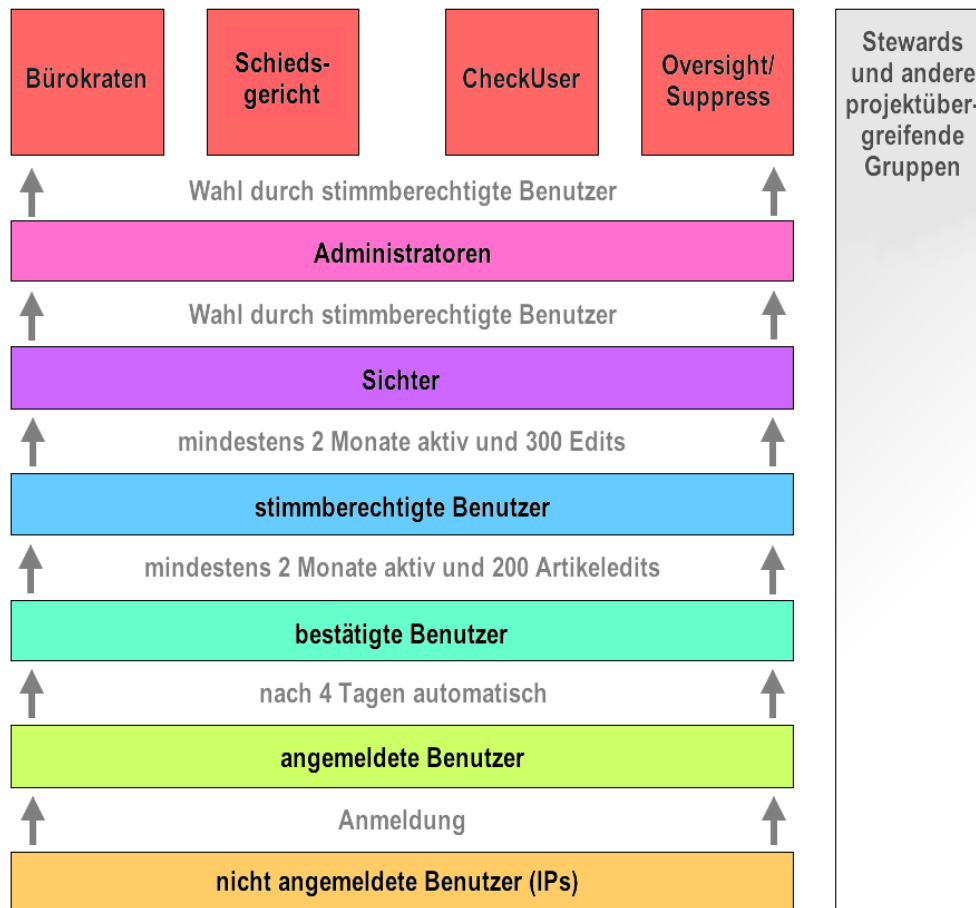 Bürokraten
Schieds-
gericht
CheckUser
Oversight/
Suppress
Stewards
und andere
projektüber-
greifende
Gruppen
Wahl durch stimmberechtigte Benutzer
Administratoren
Wahl durch stimmberechtigte Benutzer
Sichter
mindestens 2 Monate aktiv und 300 Edits
stimmberechtigte Benutzer
mindestens 2 Monate aktiv und 200 Artikeledits
bestätigte Benutzer
nach 4 Tagen automatisch
angemeldete Benutzer
Anmeldung
nicht angemeldete Benutzer (IPs)